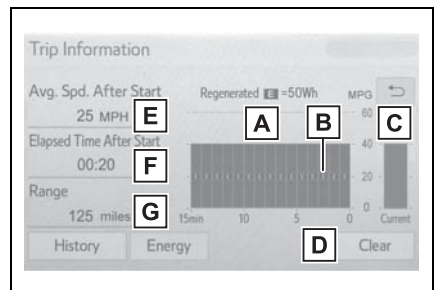 Trip Information
Avg. Spd. After Start
25 MPH
E
Elapsed Time After Start
00:20
F
Range
125 miles
G
Regenerated E =50Wh
MPG
A
B
C
60
40
20
0
15min
10
5
0
Current
D
History
Energy
Clear